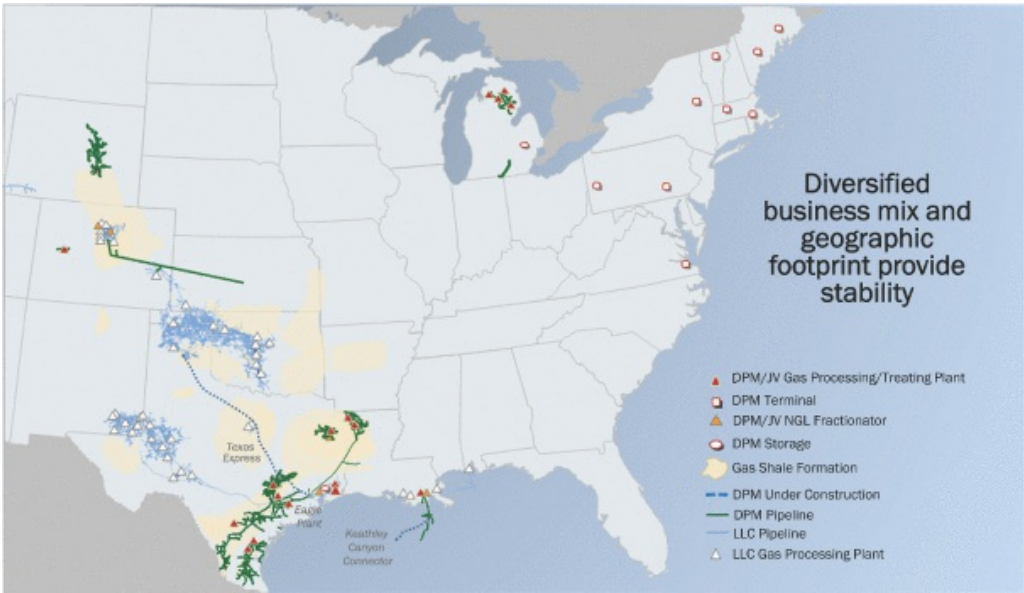 Diversified
business mix and
geographic
footprint provide
stability
DPM/JV Gas Processing/Treating Plant
DPM Terminal
DPM/JV NGL Fractionator
DPM Storage
Gas Shale Formation
DPM Under Construction
DPM Pipeline
LLC Pipeline
LLC Gas Processing Plant
Texas
Express
Eagle
Plant
Keathley
Canyon
Connector